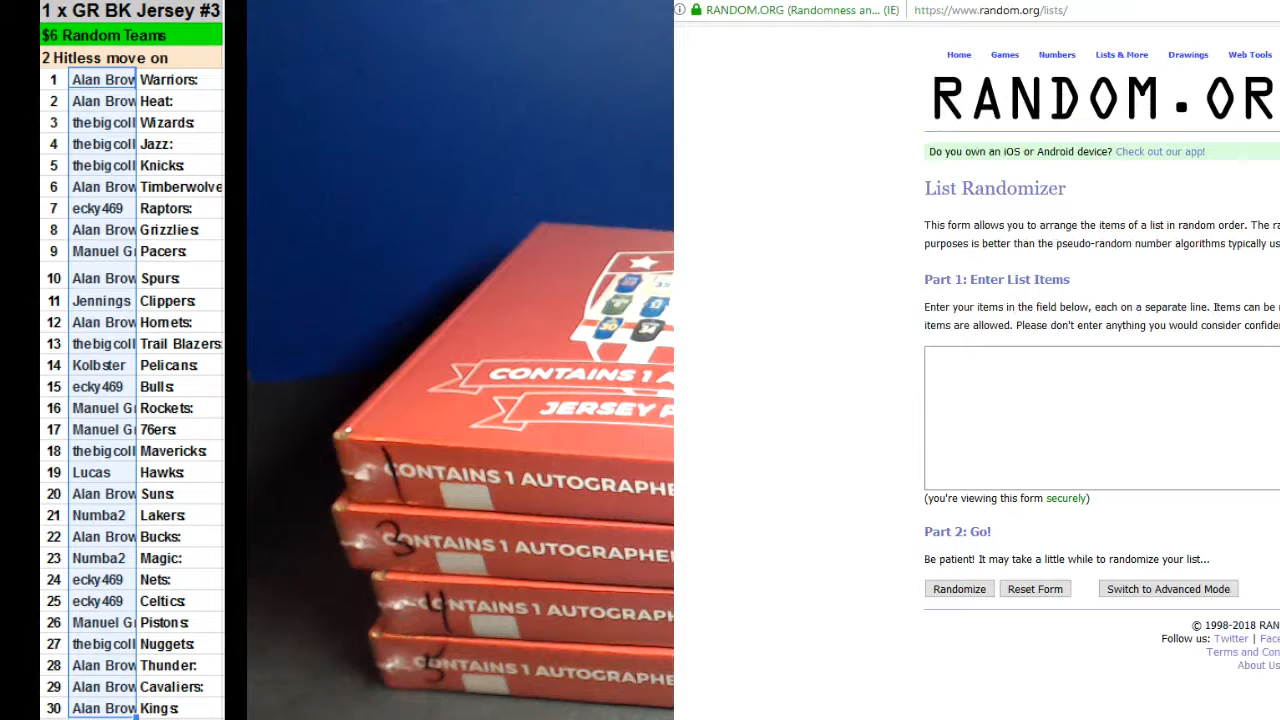 1 x GR BK Jersey #3
$6 Random Teams
2 Hitless move on
1 Alan Brow Warriors:
2 Alan Brow Heat:
3 thebigcoll Wizards:
4 thebigcoll Jazz:
5 thebigcoll Knicks:
6 Alan Brow Timberwolve
7 ecky469 Raptors:
8 Alan Brow Grizzlies:
9 Manuel G Pacers:
10 Alan Brow Spurs:
11 Jennings Clippers:
12 Alan Brow Hornets:
13 thebigcoll Trail Blazers:
14 Kolbster Pelicans:
15 ecky469 Bulls:
16 Manuel G Rockets:
17 Manuel G 76ers:
18 thebigcoll Mavericks:
19 Lucas Hawks:
20 Alan Brow Suns:
21 Numba2 Lakers:
22 Alan Brow Bucks:
23 Numba2 Magic:
24 ecky469 Nets:
25 ecky469 Celtics:
26 Manuel G Pistons:
27 thebigcoll Nuggets:
28 Alan Brow Thunder:
29 Alan Brow Cavaliers:
30 Alan Brow Kings:
30
34
CONTAINS 1 A
JERSEY P
1 CONTAINS 1 AUTOGRAPHE
3 CONTAINS 1 AUTOGRAPHE
4 CONTAINS 1 AUTOGRAPHE
5 CONTAINS 1 AUTOGRAPHE
RANDOM.ORG (Randomness an... (IE) https://www.random.org/lists/
Home Games Numbers Lists & More Drawings Web Tools
RANDOM.OR
Do you own an iOS or Android device? Check out our app!
List Randomizer
This form allows you to arrange the items of a list in random order. The ra
purposes is better than the pseudo-random number algorithms typically us
Part 1: Enter List Items
Enter your items in the field below, each on a separate line. Items can be
items are allowed. Please don't enter anything you would consider confide
(you're viewing this form securely)
Part 2: Go!
Be patient! It may take a little while to randomize your list...
Randomize Reset Form Switch to Advanced Mode
© 1998-2018 RAN
Follow us: Twitter | Face
Terms and Con
About Us